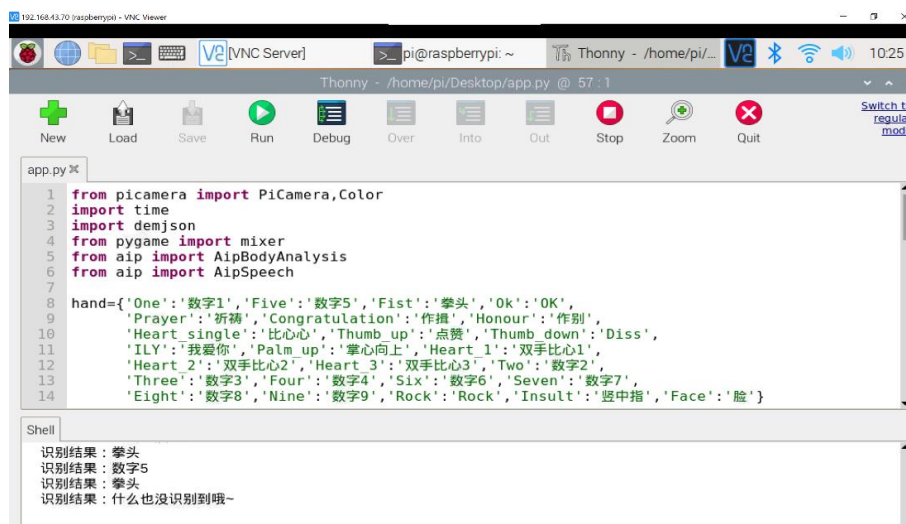 192.168.43.70 (raspberrypi) - VNC Viewer
[VNC Server] pi@raspberrypi: ~ Thonny - /home/pi/... 10:25
Thonny - /home/pi/Desktop/app.py @ 57 : 1
New Load Save Run Debug Over Into Out Stop Zoom Quit
Switch t
regula
mod
app.py
1 from picamera import PiCamera,Color
2 import time
3 import demjson
4 from pygame import mixer
5 from aip import AipBodyAnalysis
6 from aip import AipSpeech
7
8 hand={'One':'数字1','Five':'数字5','Fist':'拳头','Ok':'OK',
9 'Prayer':'祈祷','Congratulation':'作揖','Honour':'作别',
10 'Heart_single':'比心心','Thumb_up':'点赞','Thumb_down':'Diss',
11 'ILY':'我爱你','Palm_up':'掌心向上','Heart_1':'双手比心1',
12 'Heart_2':'双手比心2','Heart_3':'双手比心3','Two':'数字2',
13 'Three':'数字3','Four':'数字4','Six':'数字6','Seven':'数字7',
14 'Eight':'数字8','Nine':'数字9','Rock':'Rock','Insult':'竖中指','Face':'脸'}
Shell
识别结果：拳头
识别结果：数字5
识别结果：拳头
识别结果：什么也没识别到哦~